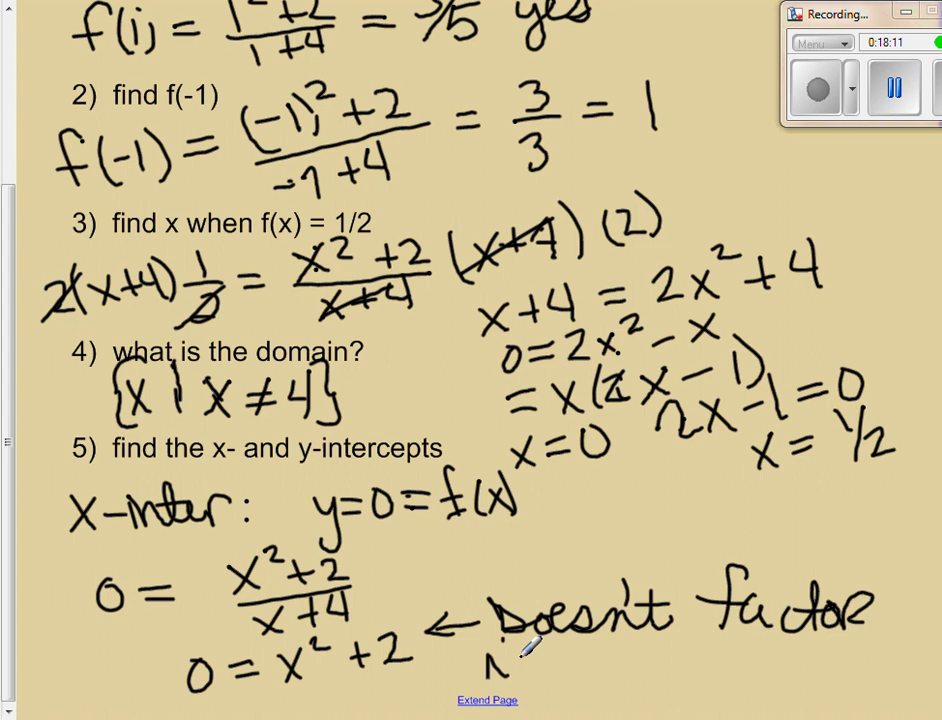 Recording...
Menu
0:18:11
f(1) = 1² + 2 / 1 + 4 = 3/5 yes
2) find f(-1)
f(-1) = (-1)² + 2 / -1 + 4 = 3 / 3 = 1
3) find x when f(x) = 1/2
2(x+4) 1/2 = x² + 2 / x+4 (x+4) (2)
x + 4 = 2x² + 4
0 = 2x² - x
4) what is the domain?
{x | x ≠ 4}
= x(2x - 1)
2x - 1 = 0
x = 0
x = 1/2
5) find the x- and y-intercepts
x-inter: y = 0 = f(x)
0 = x² + 2 / x + 4
0 = x² + 2 ← Doesn't factor
Extend Page